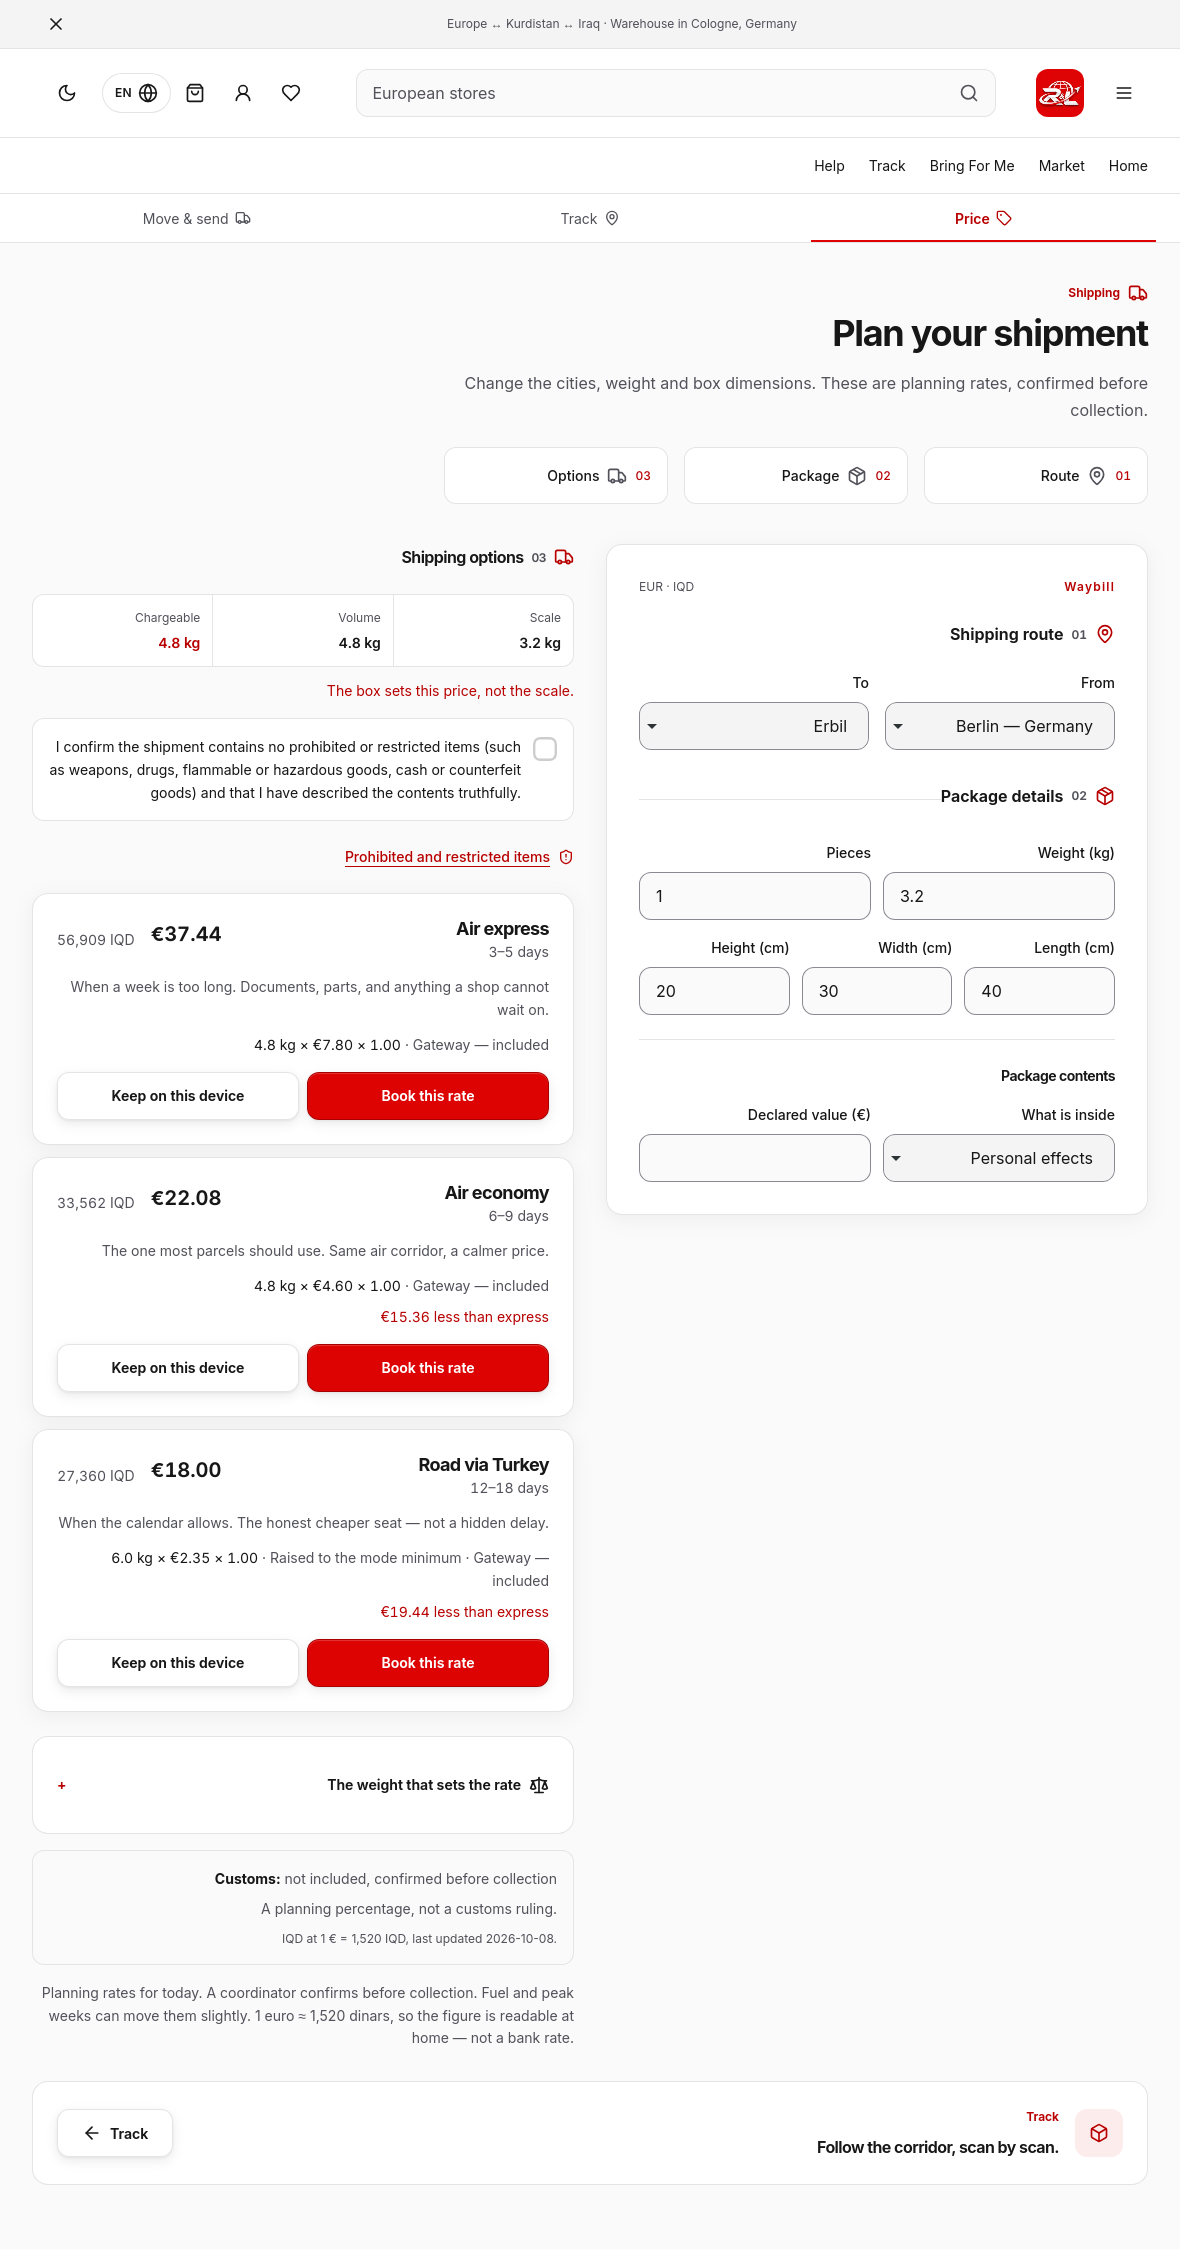 Europe ↔ Kurdistan ↔ Iraq · Warehouse in Cologne, Germany
European stores
EN
Home
Market
Bring For Me
Track
Help
Price
Track
Move & send
Shipping
Plan your shipment
Change the cities, weight and box dimensions. These are planning rates, confirmed before
collection.
01 Route
02 Package
03 Options
Waybill
EUR · IQD
01 Shipping route
From
To
Berlin — Germany
Erbil
02 Package details
Weight (kg)
Pieces
3.2
1
Length (cm)
Width (cm)
Height (cm)
40
30
20
Package contents
What is inside
Declared value (€)
Personal effects
03 Shipping options
Scale
3.2 kg
Volume
4.8 kg
Chargeable
4.8 kg
The box sets this price, not the scale.
I confirm the shipment contains no prohibited or restricted items (such
as weapons, drugs, flammable or hazardous goods, cash or counterfeit
goods) and that I have described the contents truthfully.
Prohibited and restricted items
Air express
3–5 days
€37.44
56,909 IQD
When a week is too long. Documents, parts, and anything a shop cannot
wait on.
4.8 kg × €7.80 × 1.00 · Gateway — included
Book this rate
Keep on this device
Air economy
6–9 days
€22.08
33,562 IQD
The one most parcels should use. Same air corridor, a calmer price.
4.8 kg × €4.60 × 1.00 · Gateway — included
€15.36 less than express
Book this rate
Keep on this device
Road via Turkey
12–18 days
€18.00
27,360 IQD
When the calendar allows. The honest cheaper seat — not a hidden delay.
6.0 kg × €2.35 × 1.00 · Raised to the mode minimum · Gateway —
included
€19.44 less than express
Book this rate
Keep on this device
The weight that sets the rate
+
Customs: not included, confirmed before collection
A planning percentage, not a customs ruling.
IQD at 1 € = 1,520 IQD, last updated 2026-10-08.
Planning rates for today. A coordinator confirms before collection. Fuel and peak
weeks can move them slightly. 1 euro ≈ 1,520 dinars, so the figure is readable at
home — not a bank rate.
Track
Follow the corridor, scan by scan.
Track